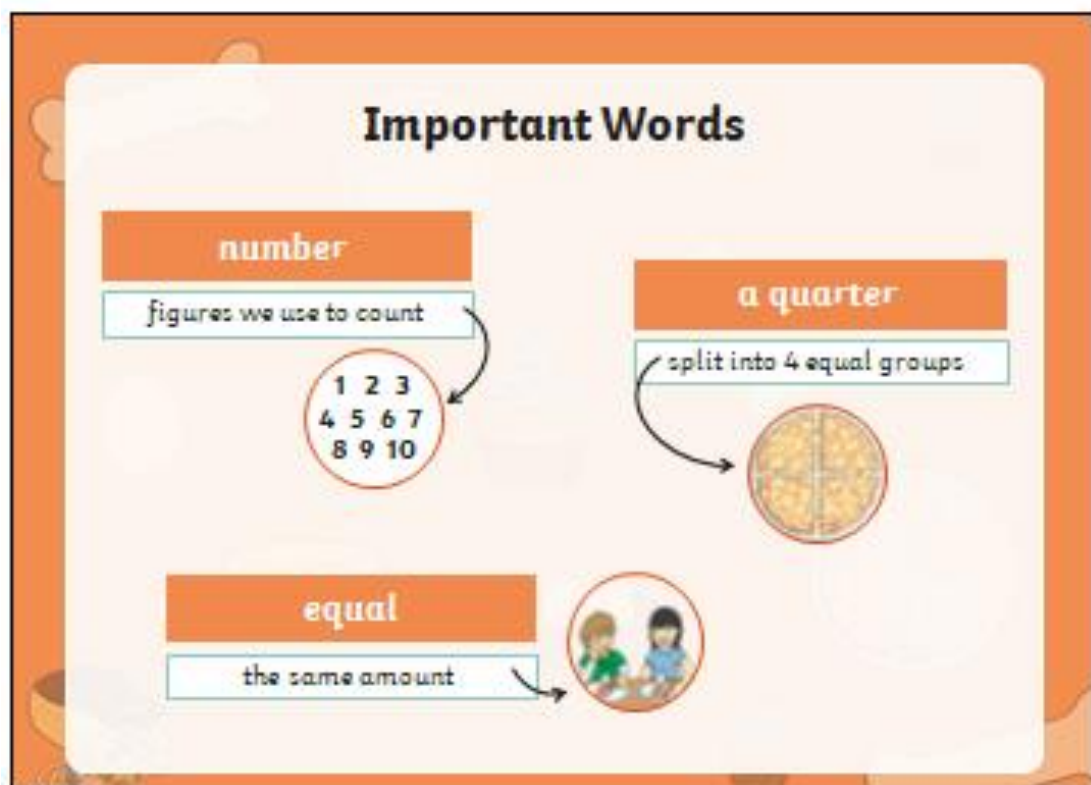 Important Words
number
figures we use to count
1 2 3
4 5 6 7
8 9 10
a quarter
split into 4 equal groups
equal
the same amount